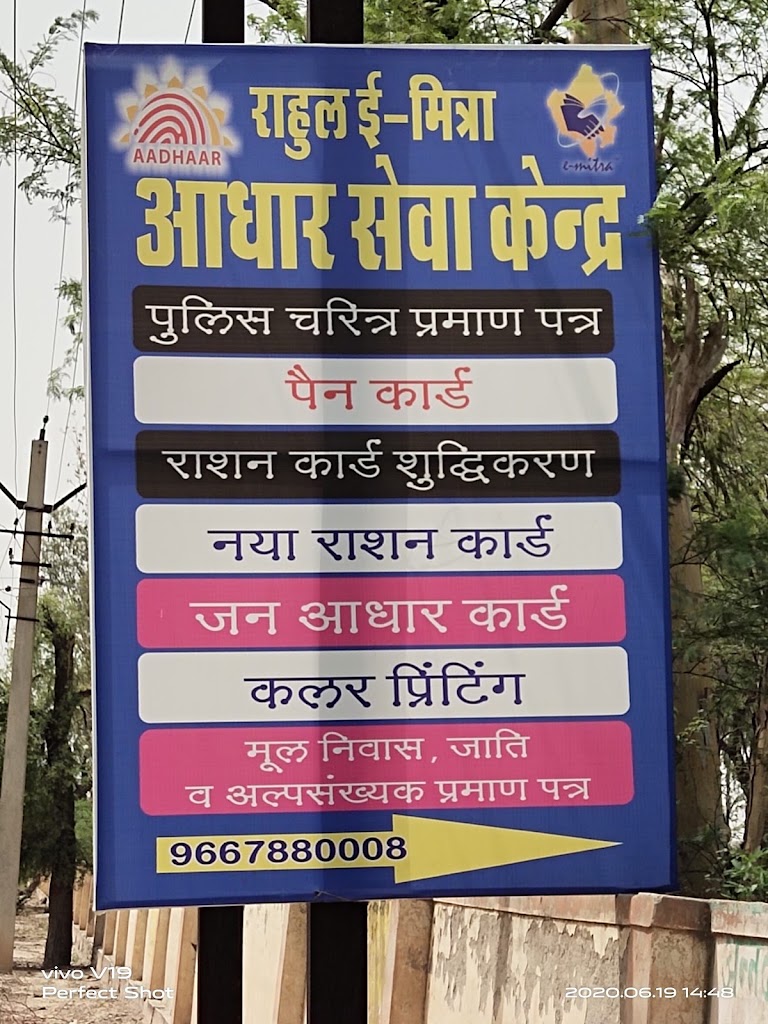 राहुल ई-मित्रा
AADHAAR
e-mitra
आधार सेवा केन्द्र
पुलिस चरित्र प्रमाण पत्र
पैन कार्ड
राशन कार्ड शुद्धिकरण
नया राशन कार्ड
जन आधार कार्ड
कलर प्रिंटिंग
मूल निवास, जाति
व अल्पसंख्यक प्रमाण पत्र
9667880008
vivo V19
Perfect Shot
2020.06.19 14:48